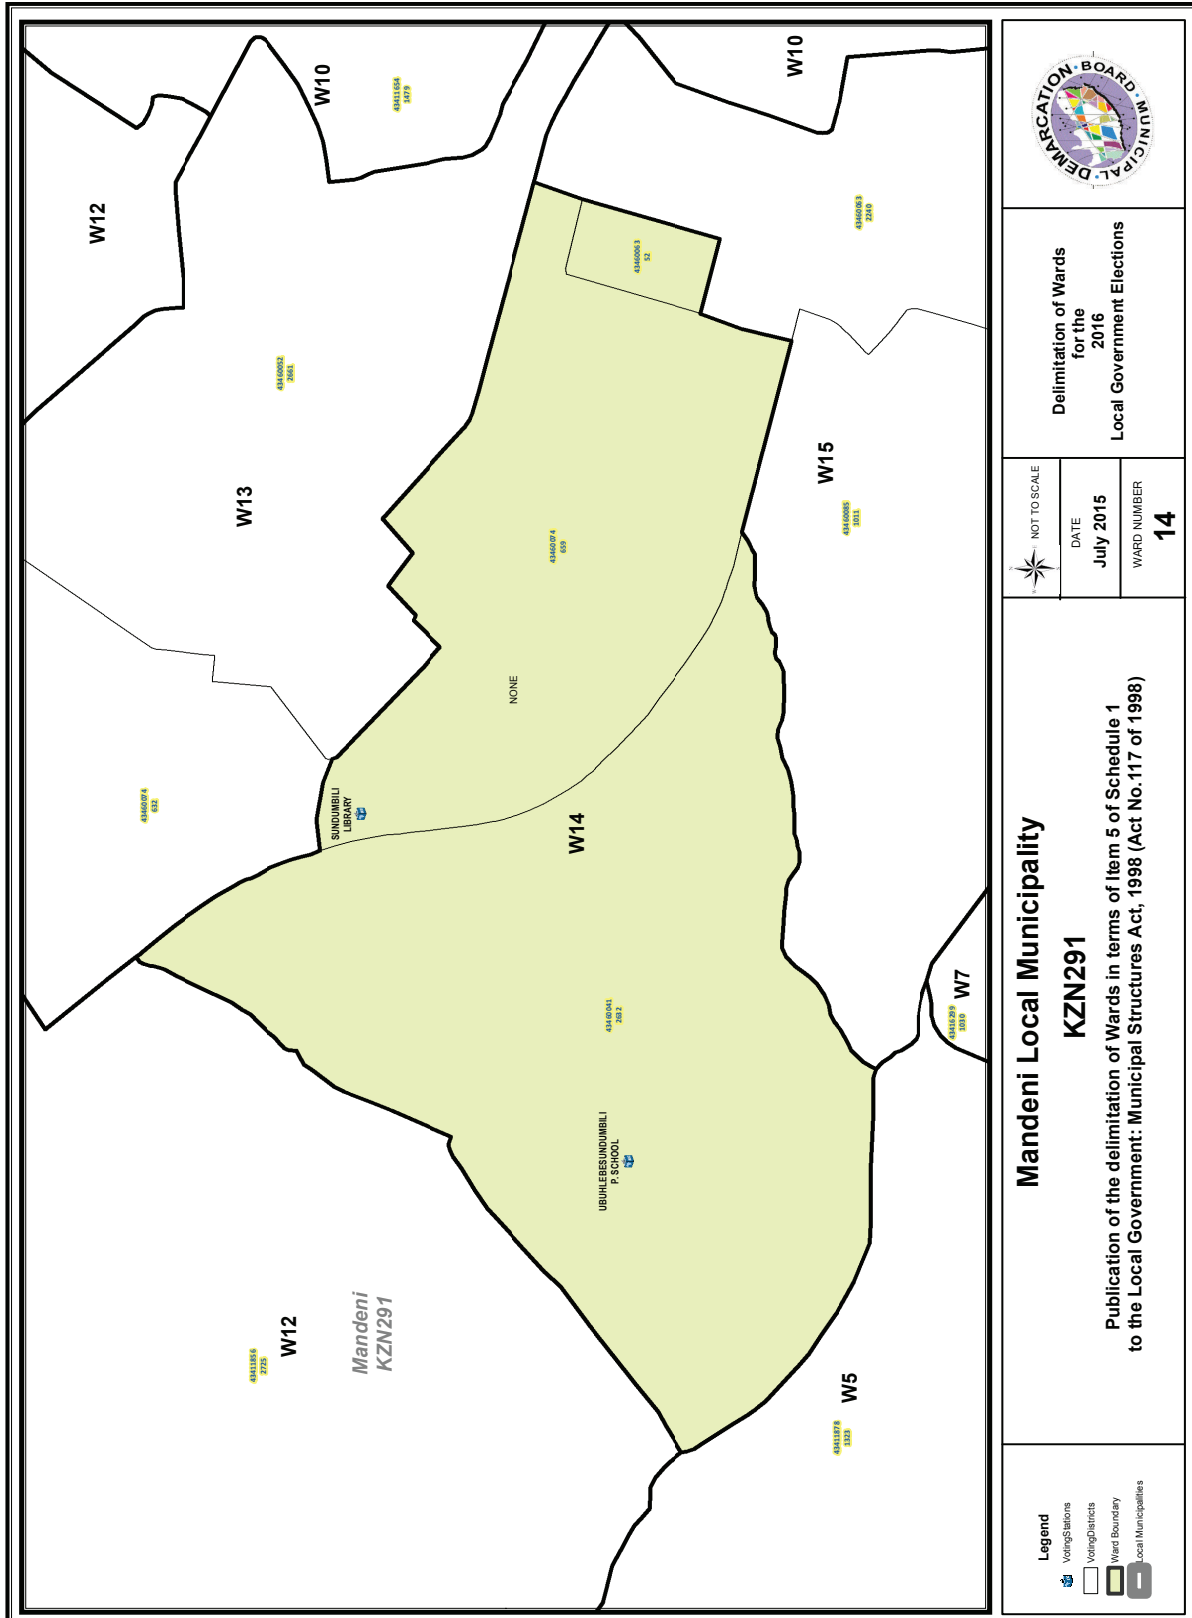 W12
W10
43411654
1479
W10
43460063
2240
43460063
52
43460052
2661
W13
W15
43460085
1011
43460074
659
NONE
43460074
632
SUNDUMBILI
LIBRARY
W14
43460041
2632
UBUHLEBESUNDUMBILI
P. SCHOOL
W7
43416299
1030
W12
43411856
2725
Mandeni
KZN291
W5
43411878
1323
Legend
VotingStations
VotingDistricts
Ward Boundary
Local Municipalities
Mandeni Local Municipality
KZN291
Publication of the delimitation of Wards in terms of Item 5 of Schedule 1
to the Local Government: Municipal Structures Act, 1998 (Act No.117 of 1998)
NOT TO SCALE
DATE
July 2015
WARD NUMBER
14
Delimitation of Wards
for the
2016
Local Government Elections
MUNICIPAL • DEMARCATION • BOARD •